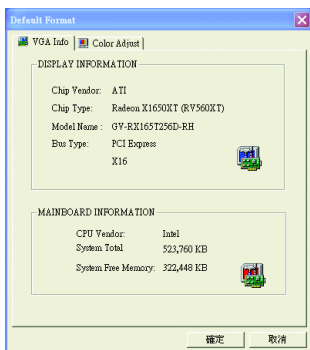 Default Format
VGA Info Color Adjust
DISPLAY INFORMATION
Chip Vendor: ATI
Chip Type: Radeon X1650XT (RV560XT)
Model Name : GV-RX165T256D-RH
Bus Type: PCI Express
X16
MAINBOARD INFORMATION
CPU Vendor: Intel
System Total 523,760 KB
System Free Memory: 322,448 KB
確定 取消